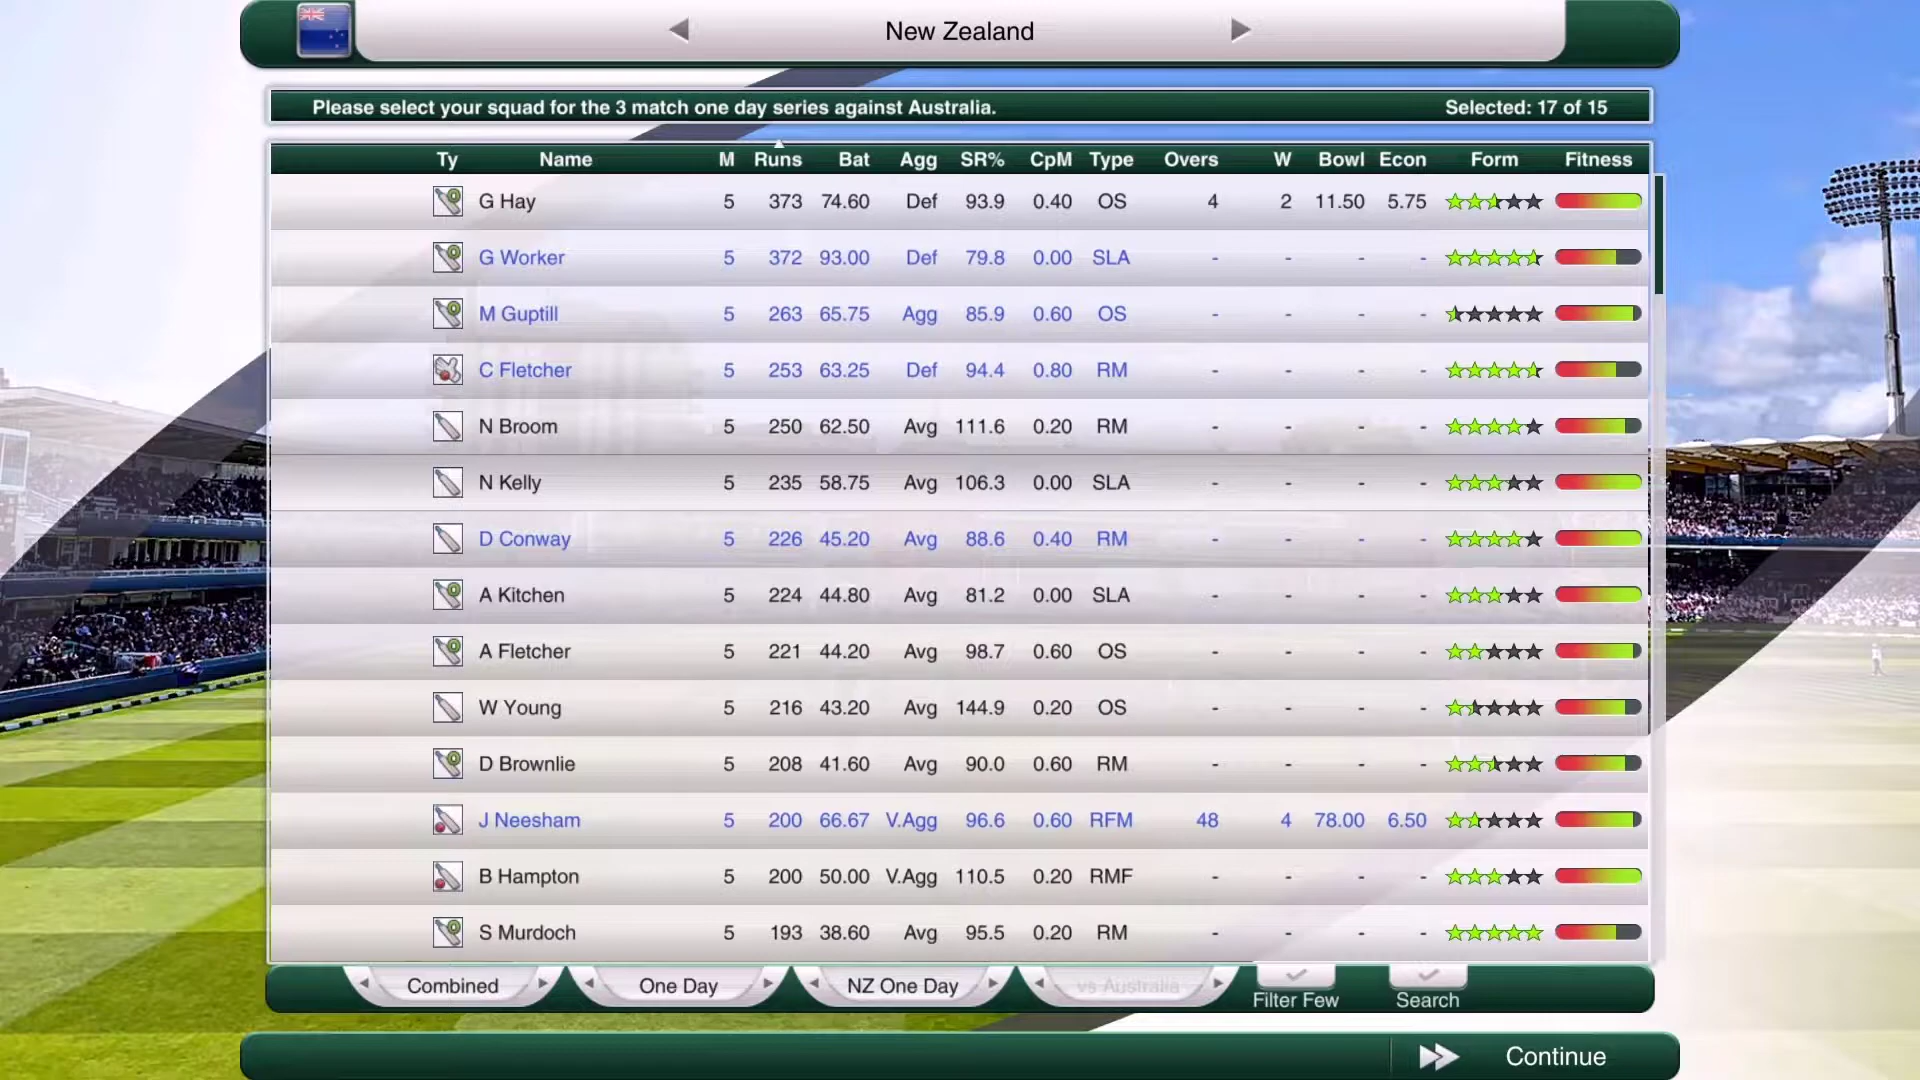 New Zealand
Please select your squad for the 3 match one day series against Australia. Selected: 17 of 15
Ty Name M Runs Bat Agg SR% CpM Type Overs W Bowl Econ Form Fitness
G Hay 5 373 74.60 Def 93.9 0.40 OS 4 2 11.50 5.75
G Worker 5 372 93.00 Def 79.8 0.00 SLA - - - -
M Guptill 5 263 65.75 Agg 85.9 0.60 OS - - - -
C Fletcher 5 253 63.25 Def 94.4 0.80 RM - - - -
N Broom 5 250 62.50 Avg 111.6 0.20 RM - - - -
N Kelly 5 235 58.75 Avg 106.3 0.00 SLA - - - -
D Conway 5 226 45.20 Avg 88.6 0.40 RM - - - -
A Kitchen 5 224 44.80 Avg 81.2 0.00 SLA - - - -
A Fletcher 5 221 44.20 Avg 98.7 0.60 OS - - - -
W Young 5 216 43.20 Avg 144.9 0.20 OS - - - -
D Brownlie 5 208 41.60 Avg 90.0 0.60 RM - - - -
J Neesham 5 200 66.67 V.Agg 96.6 0.60 RFM 48 4 78.00 6.50
B Hampton 5 200 50.00 V.Agg 110.5 0.20 RMF - - - -
S Murdoch 5 193 38.60 Avg 95.5 0.20 RM - - - -
Combined One Day NZ One Day vs Australia Filter Few Search
Continue